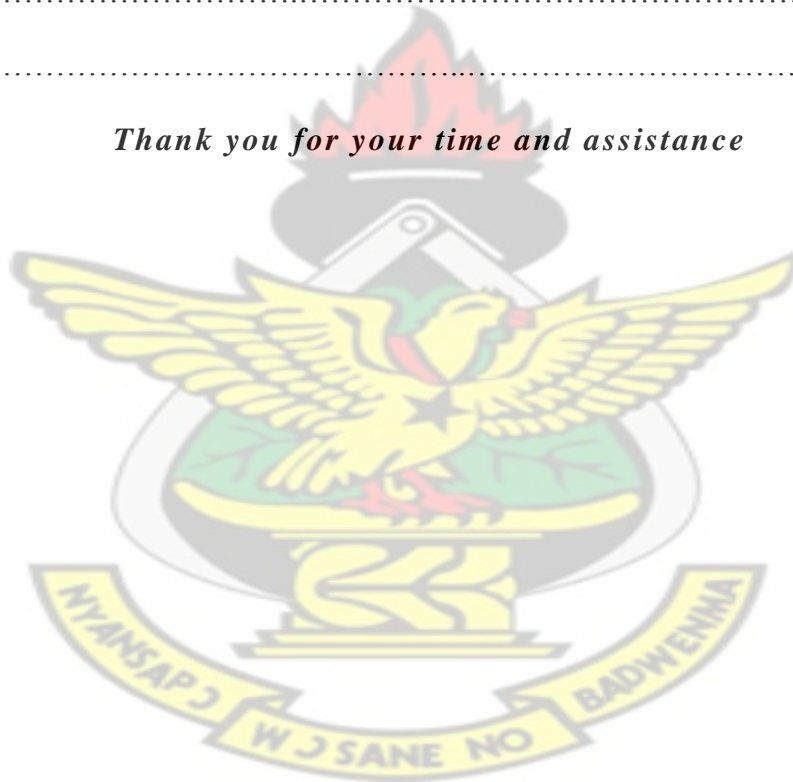 ……………………………………………………………………………………
……………………………………………………………………………………
Thank you for your time and assistance
NYANSAPƆ
WƆSANE NO
BADWENMA